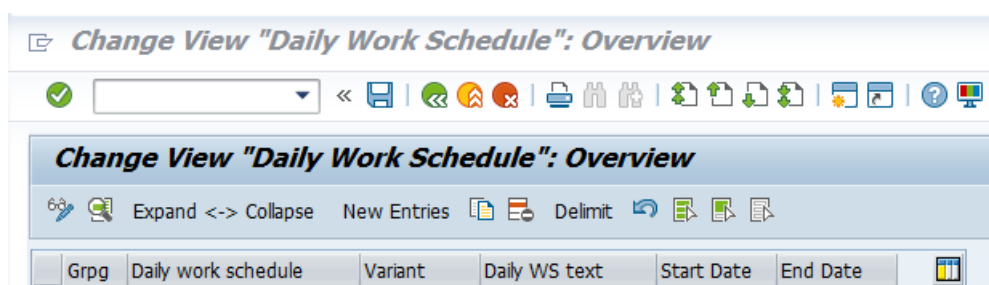 Change View "Daily Work Schedule": Overview
Change View "Daily Work Schedule": Overview
Expand <-> Collapse New Entries Delimit
Grpg Daily work schedule Variant Daily WS text Start Date End Date